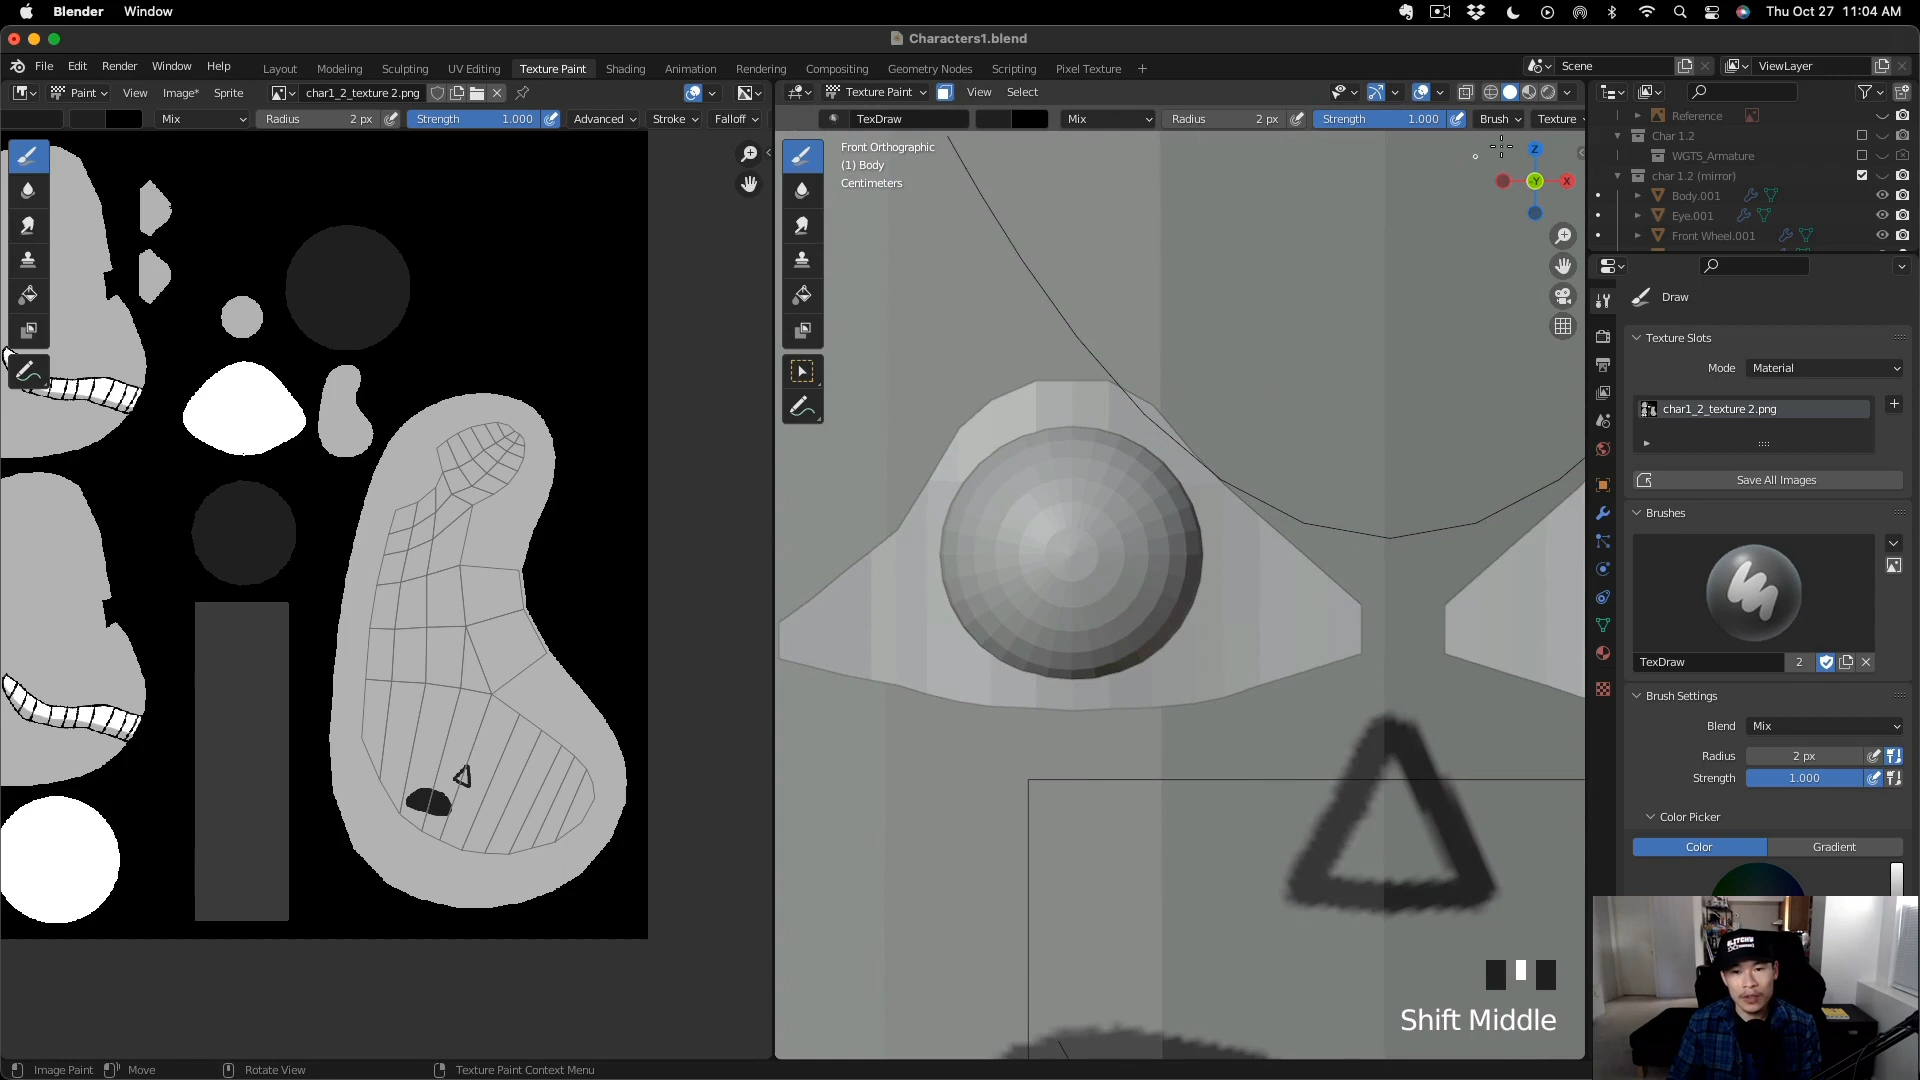 Blender Window
Thu Oct 27 11:04 AM
Characters1.blend
File Edit Render Window Help
Layout Modeling Sculpting UV Editing Texture Paint Shading Animation Rendering Compositing Geometry Nodes Scripting Pixel Texture +
Scene
ViewLayer
Paint View Image* Sprite char1_2_texture 2.png
Texture Paint View Select
Mix Radius 2 px Strength 1.000 Advanced Stroke Falloff
TexDraw Mix Radius 2 px Strength 1.000 Brush Texture
Front Orthographic
(1) Body
Centimeters
Z
-Y
X
Reference
Char 1.2
WGTS_Armature
char 1.2 (mirror)
Body.001
Eye.001
Front Wheel.001
Draw
Texture Slots
Mode Material
char1_2_texture 2.png
Save All Images
Brushes
TexDraw 2
Brush Settings
Blend Mix
Radius 2 px
Strength 1.000
Color Picker
Color Gradient
GLITCHY
Shift Middle
Image Paint Move Rotate View Texture Paint Context Menu